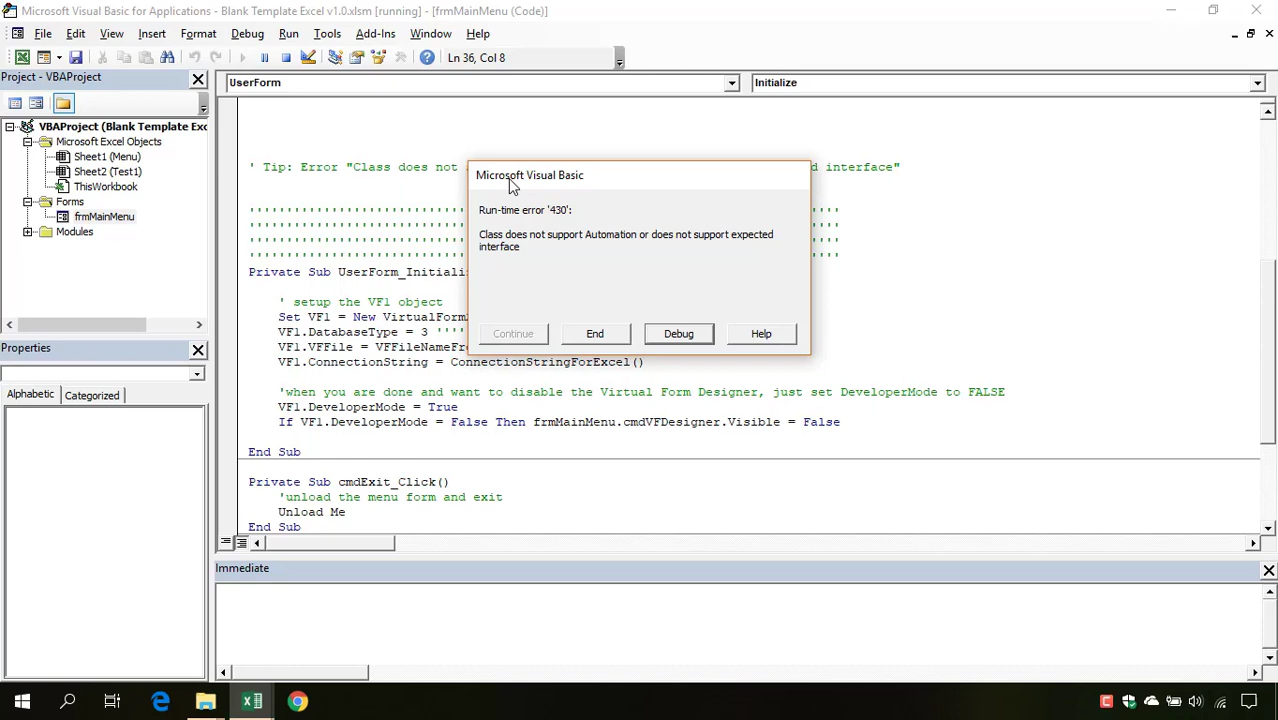 Microsoft Visual Basic for Applications - Blank Template Excel v1.0.xlsm [running] - [frmMainMenu (Code)]
File Edit View Insert Format Debug Run Tools Add-Ins Window Help
Ln 36, Col 8
Project - VBAProject
UserForm
Initialize
VBAProject (Blank Template Exc
Microsoft Excel Objects
Sheet1 (Menu)
Sheet2 (Test1)
ThisWorkbook
Forms
frmMainMenu
Modules
Properties
Alphabetic Categorized
' Tip: Error "Class does not
d interface"
Private Sub UserForm_Initiali
' setup the VF1 object
Set VF1 = New VirtualForm
VF1.DatabaseType = 3 ''''
VF1.VFFile = VFFileNameFr
VF1.ConnectionString = ConnectionStringForExcel()
'when you are done and want to disable the Virtual Form Designer, just set DeveloperMode to FALSE
VF1.DeveloperMode = True
If VF1.DeveloperMode = False Then frmMainMenu.cmdVFDesigner.Visible = False
End Sub
Private Sub cmdExit_Click()
'unload the menu form and exit
Unload Me
End Sub
Microsoft Visual Basic
Run-time error '430':
Class does not support Automation or does not support expected
interface
Continue End Debug Help
Immediate